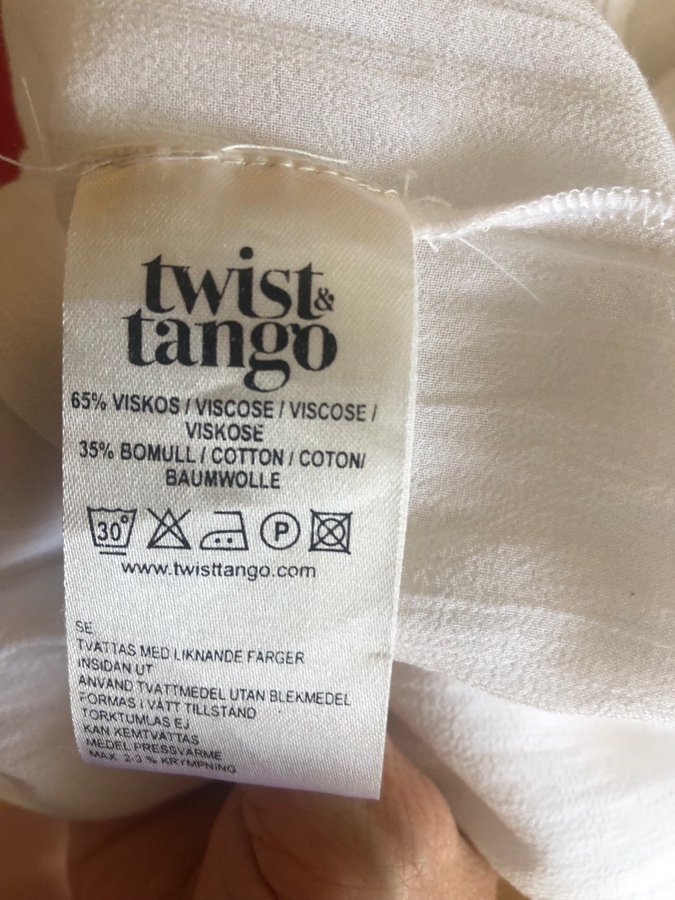 twist&
tango
65% VISKOS / VISCOSE / VISCOSE /
VISKOSE
35% BOMULL / COTTON / COTON/
BAUMWOLLE
30°
P
www.twisttango.com
SE
TVÄTTAS MED LIKNANDE FÄRGER
INSIDAN UT
ANVÄND TVÄTTMEDEL UTAN BLEKMEDEL
FORMAS I VÅTT TILLSTÅND
TORKTUMLAS EJ
KAN KEMTVÄTTAS
MEDEL PRESSVÄRME
MAX. 2-3 % KRYMPNING